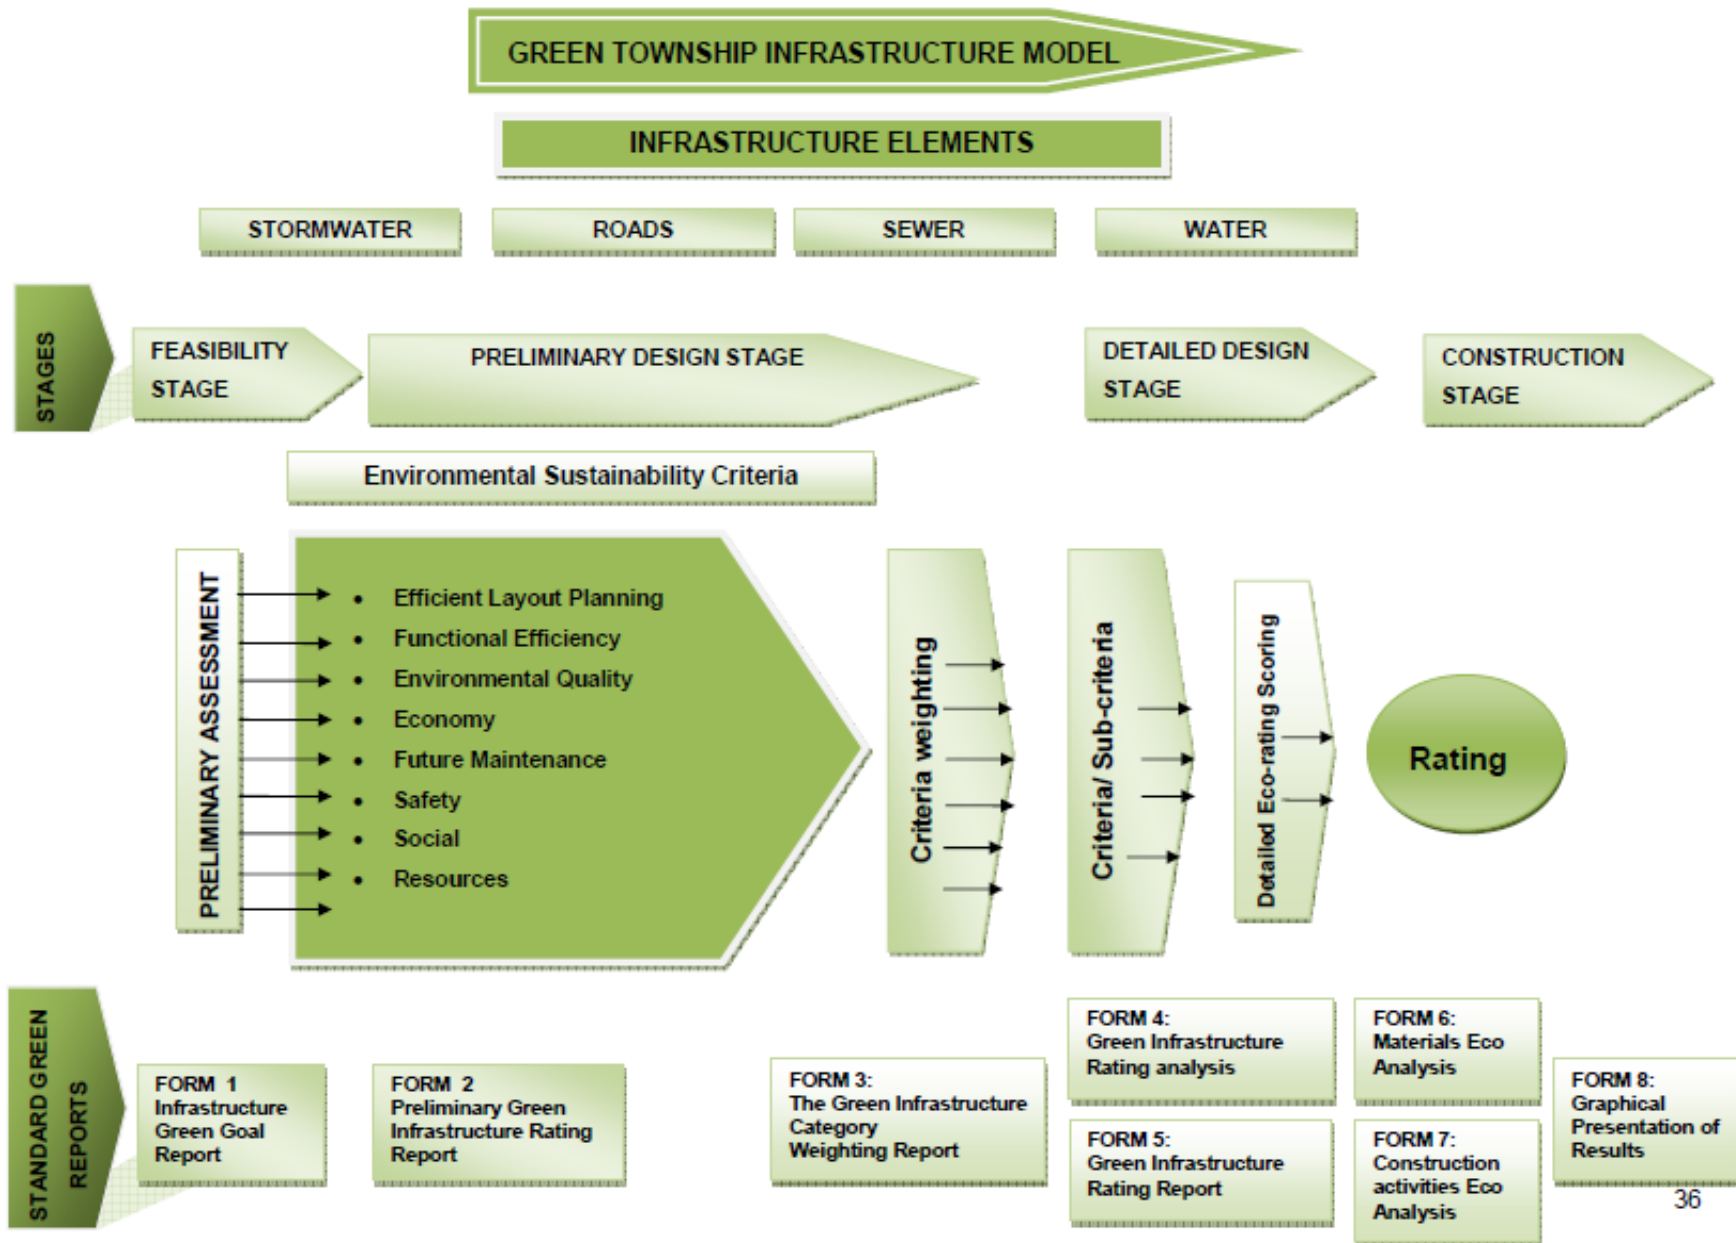 GREEN TOWNSHIP INFRASTRUCTURE MODEL
INFRASTRUCTURE ELEMENTS
STORMWATER
ROADS
SEWER
WATER
STAGES
FEASIBILITY
STAGE
PRELIMINARY DESIGN STAGE
DETAILED DESIGN
STAGE
CONSTRUCTION
STAGE
Environmental Sustainability Criteria
PRELIMINARY ASSESSMENT
• Efficient Layout Planning
• Functional Efficiency
• Environmental Quality
• Economy
• Future Maintenance
• Safety
• Social
• Resources
Criteria weighting
Criteria/ Sub-criteria
Detailed Eco-rating Scoring
Rating
STANDARD GREEN
REPORTS
FORM 1
Infrastructure
Green Goal
Report
FORM 2
Preliminary Green
Infrastructure Rating
Report
FORM 3:
The Green Infrastructure
Category
Weighting Report
FORM 4:
Green Infrastructure
Rating analysis
FORM 5:
Green Infrastructure
Rating Report
FORM 6:
Materials Eco
Analysis
FORM 7:
Construction
activities Eco
Analysis
FORM 8:
Graphical
Presentation of
Results
36